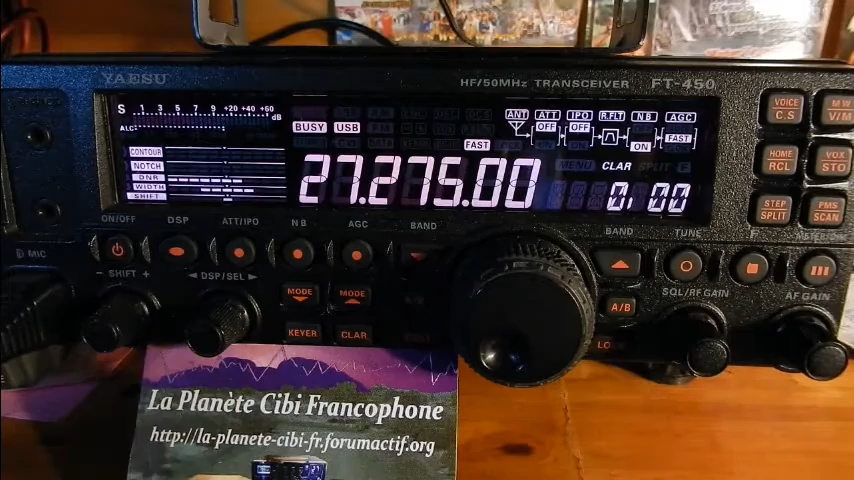 YAESU
HF/50MHz TRANSCEIVER FT-450
S 1 3 5 7 9 +20 +40 +60 dB
ALC
BUSY USB
ANT ATT IPO R.FLT NB AGC
OFF OFF ON FAST
FAST
CONTOUR
NOTCH
DNR
WIDTH
SHIFT
27.275.00
MENU CLAR SPLIT
0.00
VOICE C.S
MW V/M
HOME RCL
VOX STO
STEP SPLIT
PMS SCAN
ON/OFF DSP ATT/IPO NB AGC BAND
BAND TUNE F
MIC
- SHIFT +
DSP/SEL
MODE MODE
KEYER CLAR
A/B
SQL/RF GAIN
AF GAIN
La Planète Cibi Francophone
http://la-planete-cibi-fr.forumactif.org